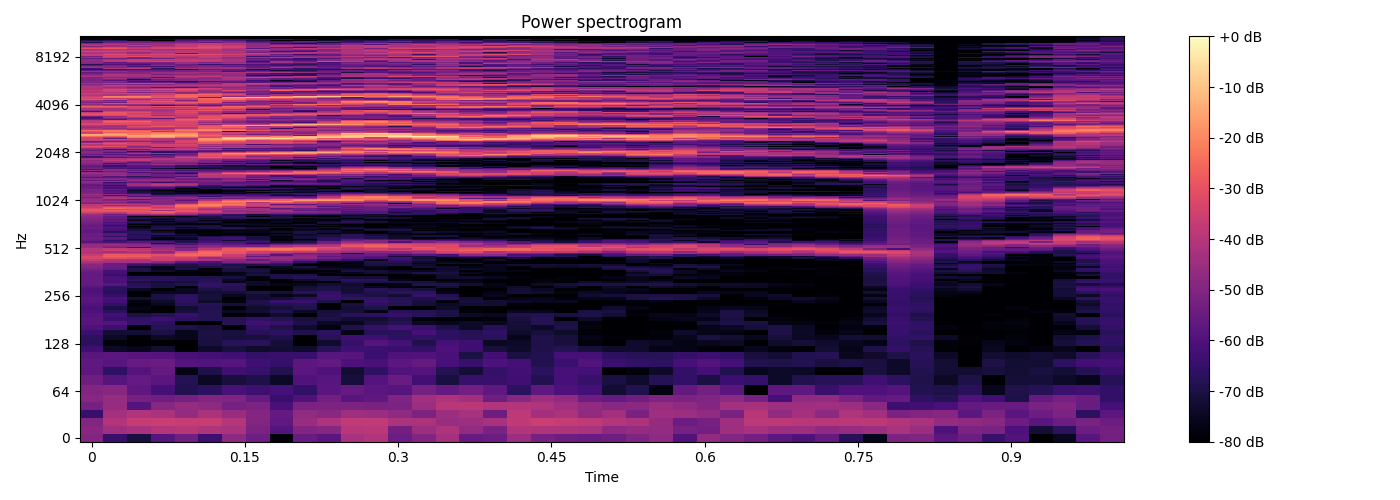 Power spectrogram
Hz
8192
4096
2048
1024
512
256
128
64
0
0 0.15 0.3 0.45 0.6 0.75 0.9
Time
+0 dB
-10 dB
-20 dB
-30 dB
-40 dB
-50 dB
-60 dB
-70 dB
-80 dB